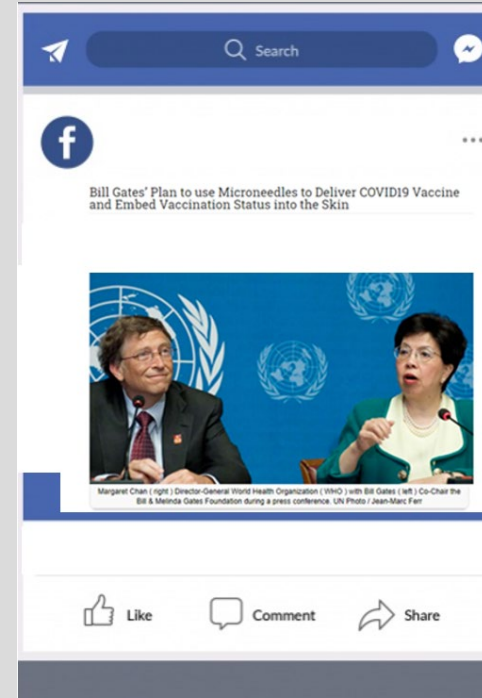 Search
f
Bill Gates' Plan to use Microneedles to Deliver COVID19 Vaccine
and Embed Vaccination Status into the Skin
Margaret Chan ( right ) Director-General World Health Organization ( WHO ) with Bill Gates ( left ) Co-Chair the
Bill & Melinda Gates Foundation during a press conference. UN Photo / Jean-Marc Ferr
Like Comment Share